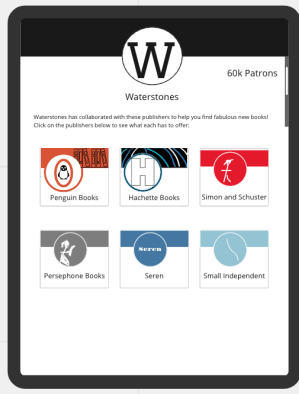 W
60k Patrons
Waterstones
Waterstones has collaborated with these publishers to help you find fabulous new books!
Click on the publishers below to see what each has to offer:
H
Penguin Books
Hachette Books
Simon and Schuster
Seren
Persephone Books
Seren
Small Independent